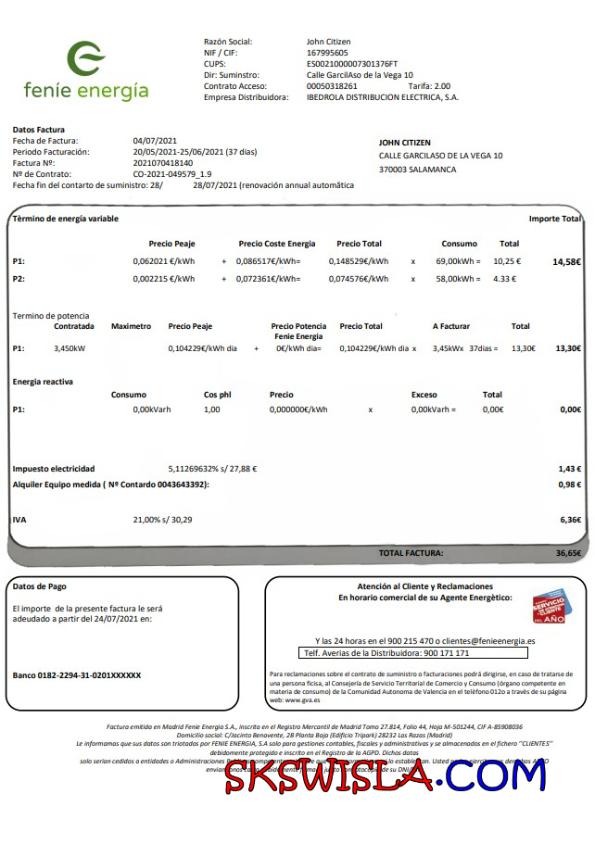 fenie energía
Razón Social: John Citizen
NIF / CIF: 167995605
CUPS: ES0021000007301376FT
Dir: Suminstro: Calle GarcilAso de la Vega 10
Contrato Acceso: 00050318261 Tarifa: 2.00
Empresa Distribuidora: IBEDROLA DISTRIBUCION ELECTRICA, S.A.
Datos Factura
Fecha de Factura: 04/07/2021
Periodo Facturación: 20/05/2021-25/06/2021 (37 dias)
Factura Nº: 2021070418140
Nº de Contrato: CO-2021-049579_1.9
Fecha fin del contarto de suministro: 28/ 28/07/2021 (renovación annual automática
JOHN CITIZEN
CALLE GARCILASO DE LA VEGA 10
370003 SALAMANCA
Tèrmino de energía variable Importe Total
Precio Peaje Precio Coste Energia Precio Total Consumo Total
P1: 0,062021 €/kWh + 0,086517€/kWh= 0,148529€/kWh x 69,00kWh = 10,25 € 14,58€
P2: 0,002215 €/kWh + 0,072361€/kWh= 0,074576€/kWh x 58,00kWh = 4.33 €
Termino de potencia
Contratada Maximetro Precio Peaje Precio Potencia Fenie Energia Precio Total A Facturar Total
P1: 3,450kW 0,104229€/kWh dia + 0€/kWh dia= 0,104229€/kWh dia x 3,45kWx 37dias = 13,30€ 13,30€
Energia reactiva
Consumo Cos phl Precio Exceso Total
P1: 0,00kVarh 1,00 0,000000€/kWh x 0,00kVarh = 0,00€ 0,00€
Impuesto electricidad 5,11269632% s/ 27,88 € 1,43 €
Alquiler Equipo medida ( Nº Contardo 0043643392): 0,98 €
IVA 21,00% s/ 30,29 6,36€
TOTAL FACTURA: 36,65€
Datos de Pago
El importe de la presente factura le será
adeudado a partir del 24/07/2021 en:
Banco 0182-2294-31-0201XXXXXX
Atención al Cliente y Reclamaciones
En horario comercial de su Agente Energètico:
SERVICIO
DEL AÑO
Y las 24 horas en el 900 215 470 o clientes@fenieenergia.es
Telf. Averias de la Distribuidora: 900 171 171
Para reclamaciones sobre el contrato de suministro o facturaciones podrá dirigirse, en caso de tratarse de
una persona ficisa, al Consejería de Servicio Territorial de Comercio y Consumo (órgano competente en
materia de consumo) de la Comunidad Autonoma de Valencia en el teléfono 012o a través de su página
web: www.gva.es
Factura emitida en Madrid Fenie Energia S.A., inscrita en el Registro Mercantil de Madrid Tomo 27.814, Folio 44, Hoja M-501244, CIF A-85908036
Domicilio social: C/Jacinto Benavente, 2B Planta Baja (Edificio Tripark) 28232 Las Rozas (Madrid)
Le informamos que sus datos son triotados por FENIE ENERGIA, S.A solo para gestiones contables, fiscales y administrativas y se almacenados en el fichero "CLIENTES"
debidamente protegido e inscrito en el Registro de la AGPD. Dichos datos
solo serían cedidos a entidades o Administraciones
SKSWISLA.COM